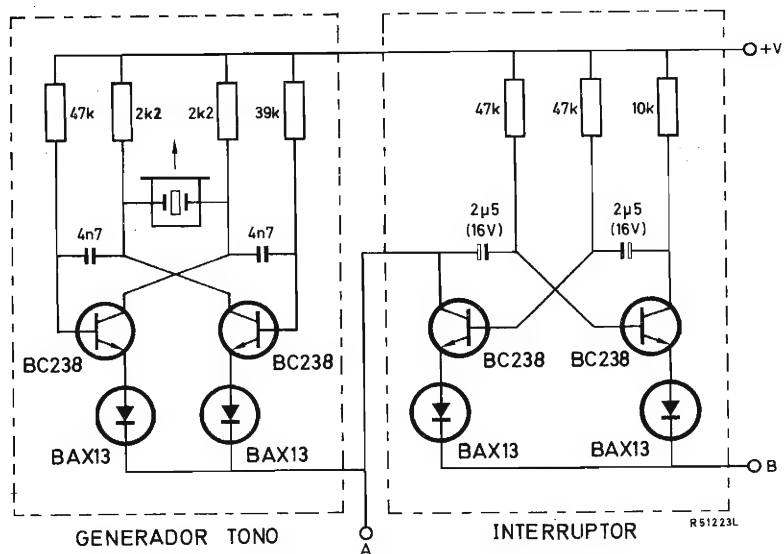 +V
47k
2k2
2k2
39k
47k
47k
10k
4n7
4n7
2µ5
(16V)
2µ5
(16V)
BC238
BC238
BC238
BC238
BAX13
BAX13
BAX13
BAX13
B
GENERADOR TONO
A
INTERRUPTOR
R51223L